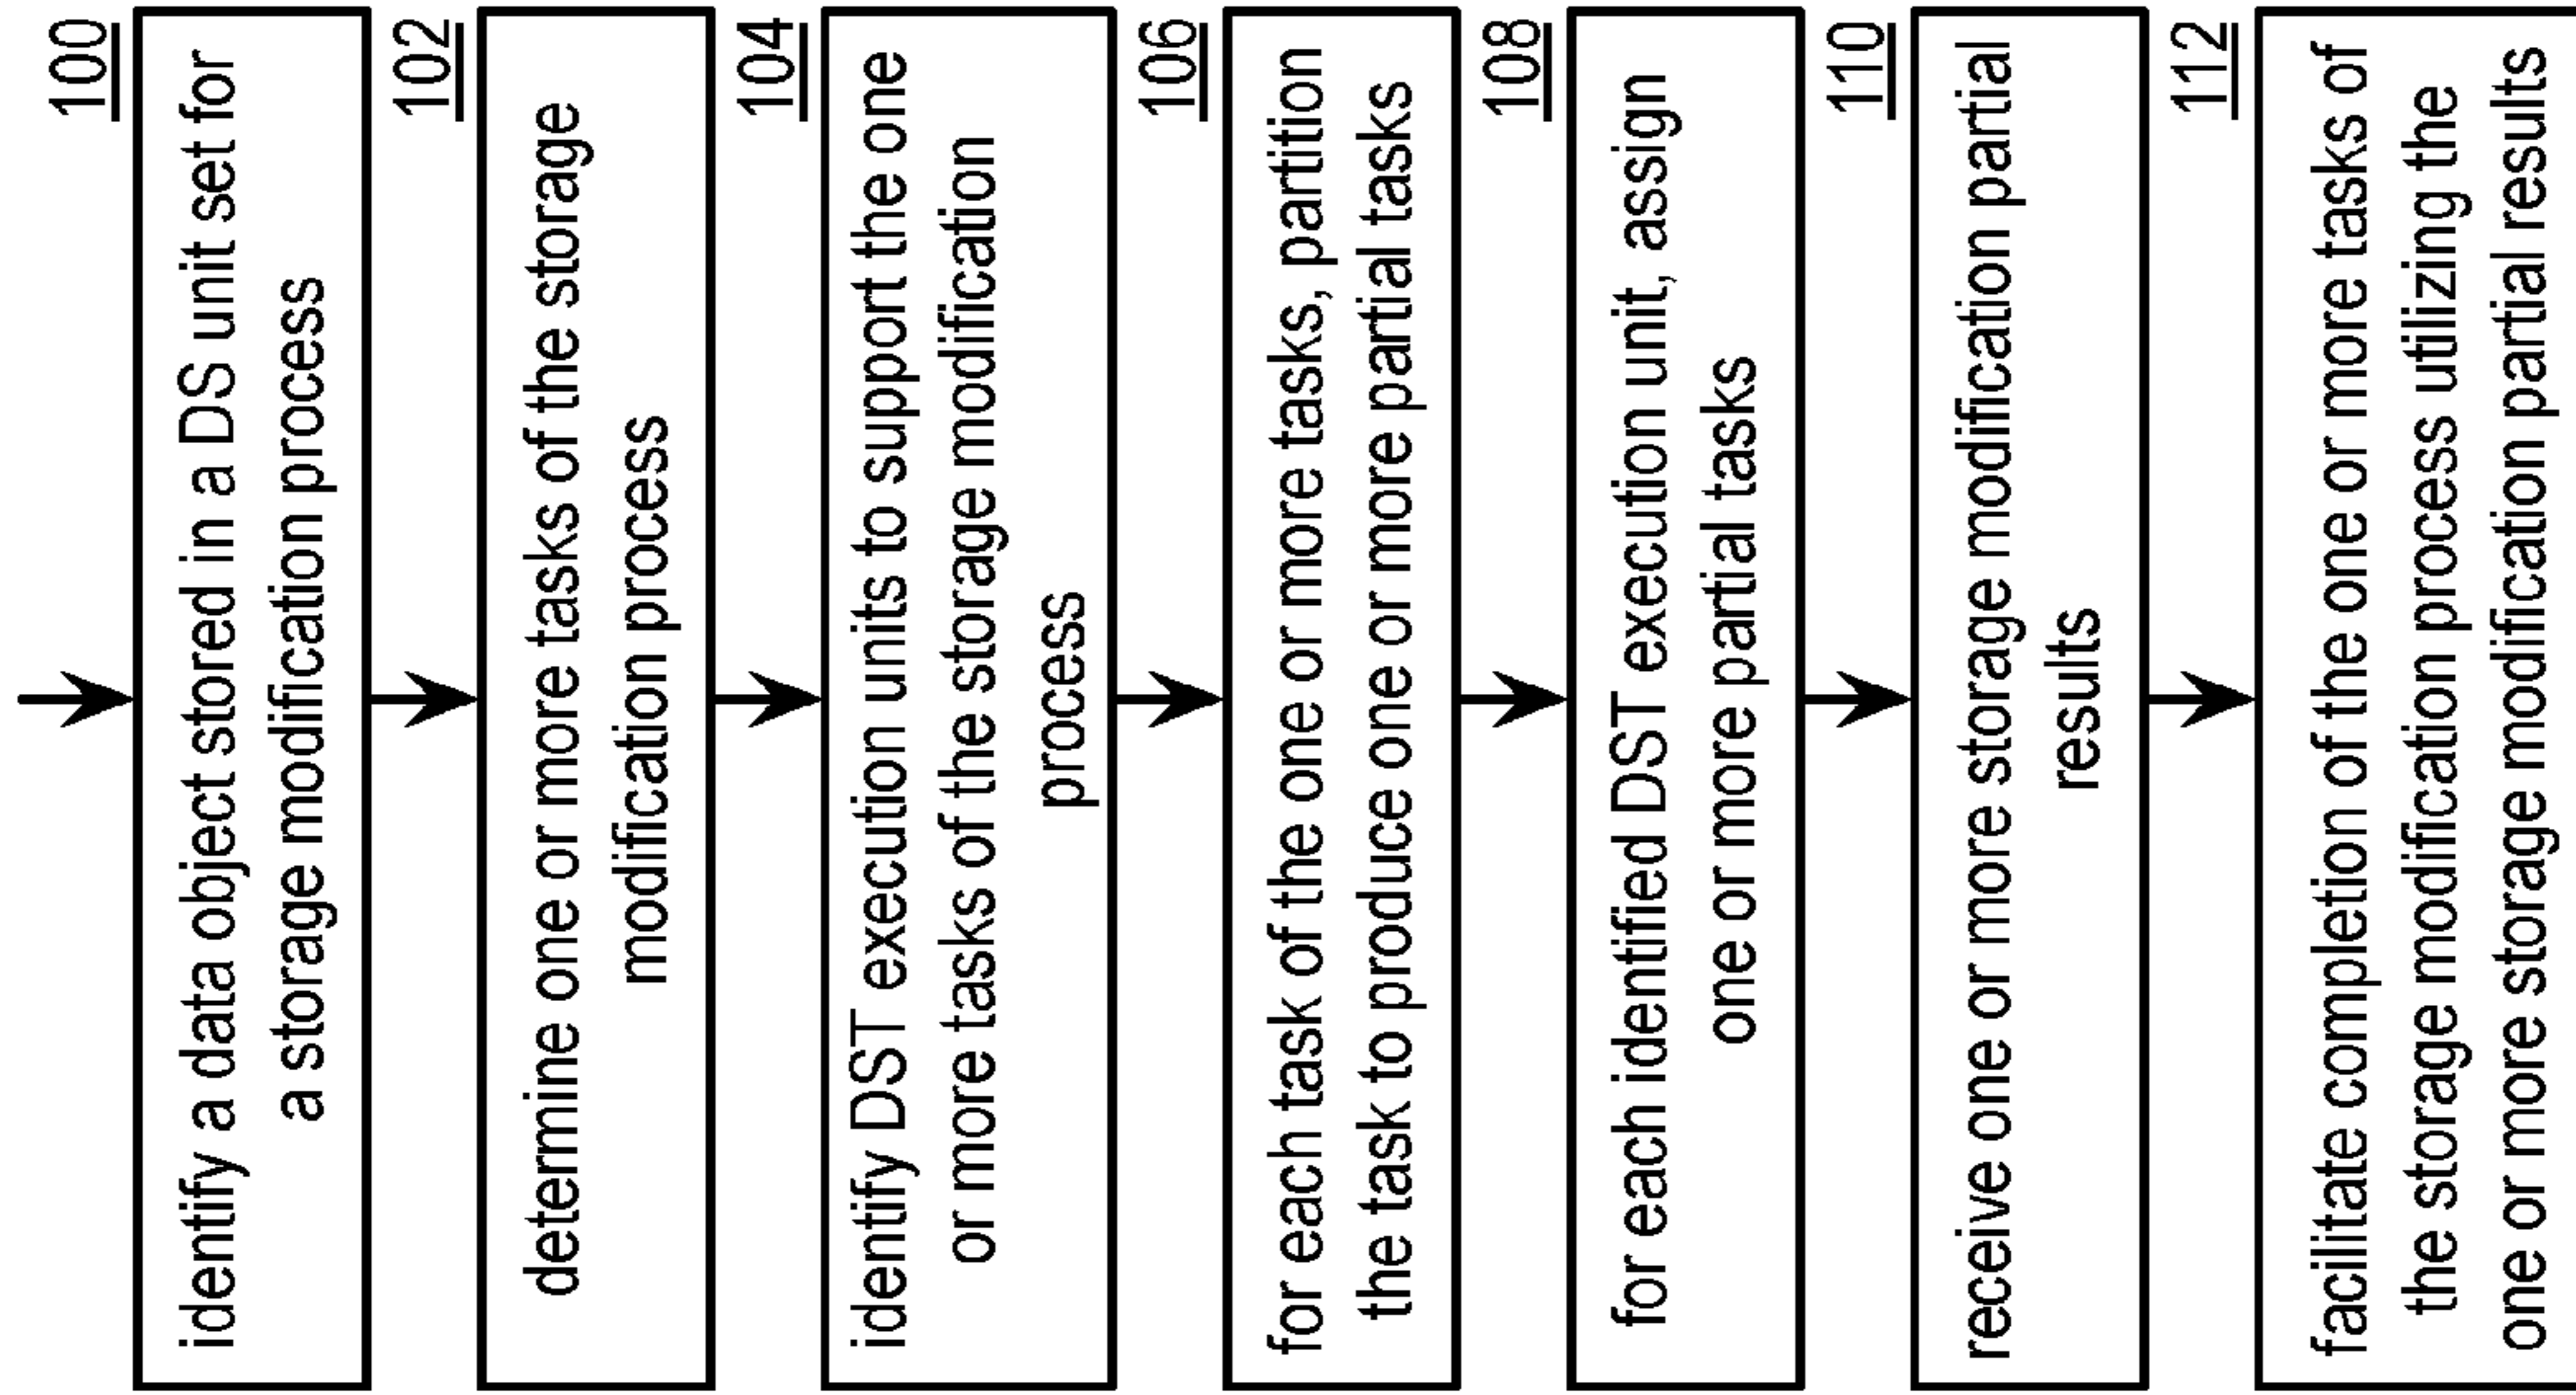 100
identify a data object stored in a DS unit set for
a storage modification process
102
determine one or more tasks of the storage
modification process
104
identify DST execution units to support the one
or more tasks of the storage modification
process
106
for each task of the one or more tasks, partition
the task to produce one or more partial tasks
108
for each identified DST execution unit, assign
one or more partial tasks
110
receive one or more storage modification partial
results
112
facilitate completion of the one or more tasks of
the storage modification process utilizing the
one or more storage modification partial results